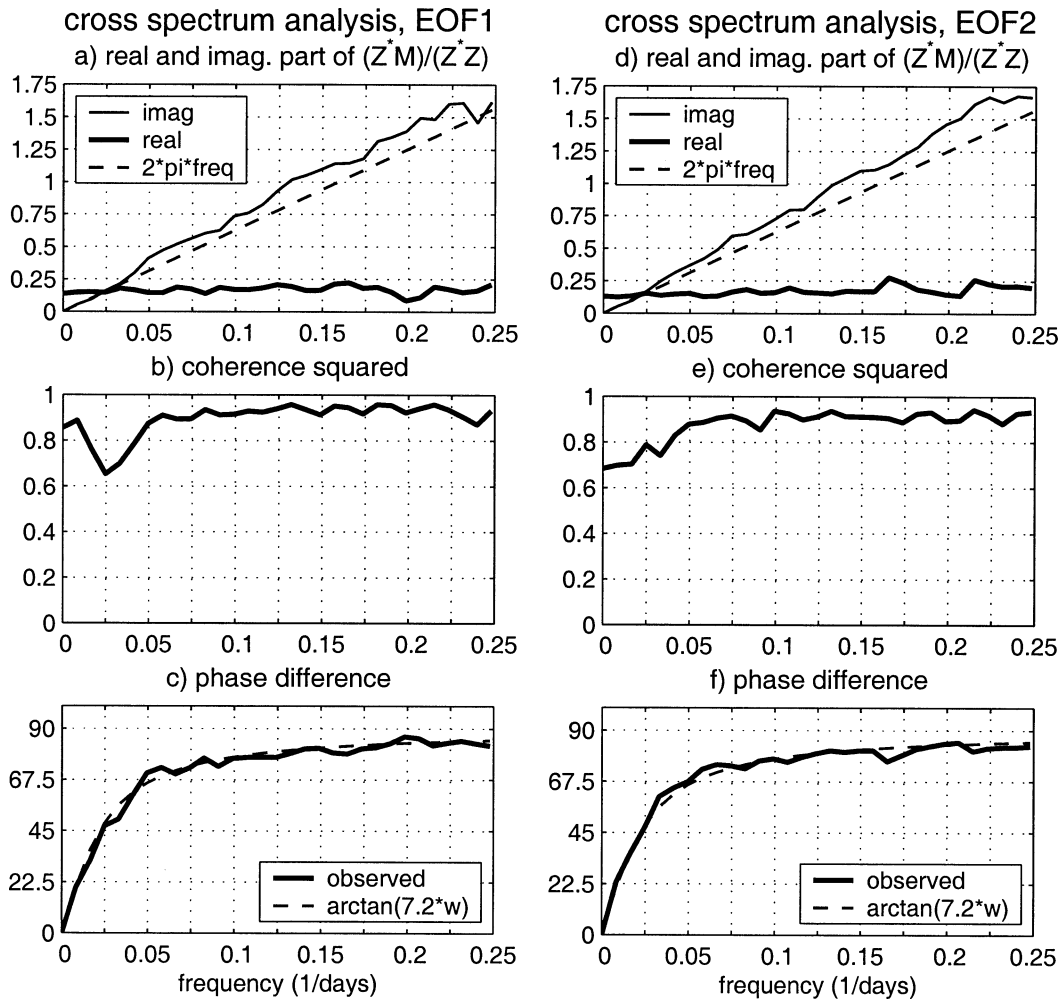 cross spectrum analysis, EOF1
a) real and imag. part of (Z*M)/(Z*Z)
1.75
1.5
1.25
1
0.75
0.5
0.25
0
imag
real
2*pi*freq
0 0.05 0.1 0.15 0.2 0.25
b) coherence squared
1
0.8
0.6
0.4
0.2
0
0 0.05 0.1 0.15 0.2 0.25
c) phase difference
90
67.5
45
22.5
0
observed
arctan(7.2*w)
0 0.05 0.1 0.15 0.2 0.25
frequency (1/days)
cross spectrum analysis, EOF2
d) real and imag. part of (Z*M)/(Z*Z)
1.75
1.5
1.25
1
0.75
0.5
0.25
0
imag
real
2*pi*freq
0 0.05 0.1 0.15 0.2 0.25
e) coherence squared
1
0.8
0.6
0.4
0.2
0
0 0.05 0.1 0.15 0.2 0.25
f) phase difference
90
67.5
45
22.5
0
observed
arctan(7.2*w)
0 0.05 0.1 0.15 0.2 0.25
frequency (1/days)